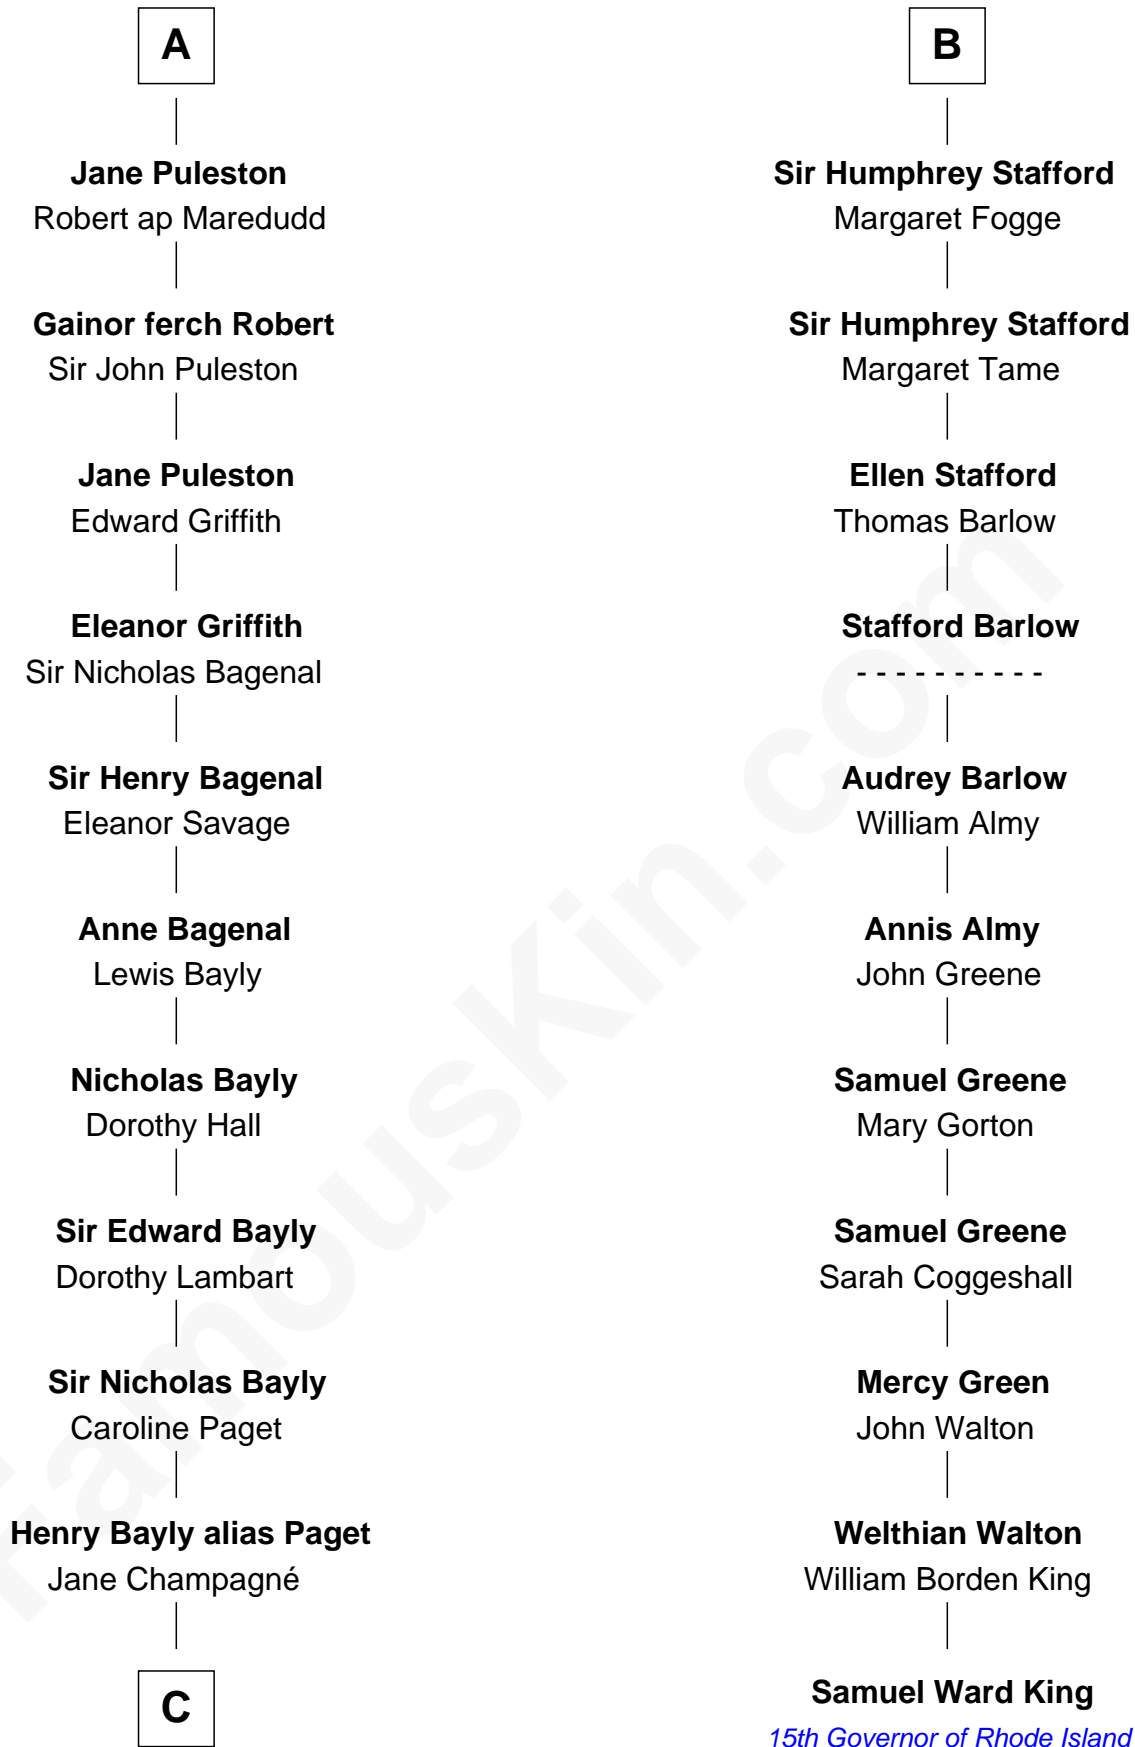 A
Jane Puleston
Robert ap Maredudd
Gainor ferch Robert
Sir John Puleston
Jane Puleston
Edward Griffith
Eleanor Griffith
Sir Nicholas Bagenal
Sir Henry Bagenal
Eleanor Savage
Anne Bagenal
Lewis Bayly
Nicholas Bayly
Dorothy Hall
Sir Edward Bayly
Dorothy Lambart
Sir Nicholas Bayly
Caroline Paget
Henry Bayly alias Paget
Jane Champagné
C
B
Sir Humphrey Stafford
Margaret Fogge
Sir Humphrey Stafford
Margaret Tame
Ellen Stafford
Thomas Barlow
Stafford Barlow
- - - - - - - - - -
Audrey Barlow
William Almy
Annis Almy
John Greene
Samuel Greene
Mary Gorton
Samuel Greene
Sarah Coggeshall
Mercy Green
John Walton
Welthian Walton
William Borden King
Samuel Ward King
15th Governor of Rhode Island
FamousKin.com